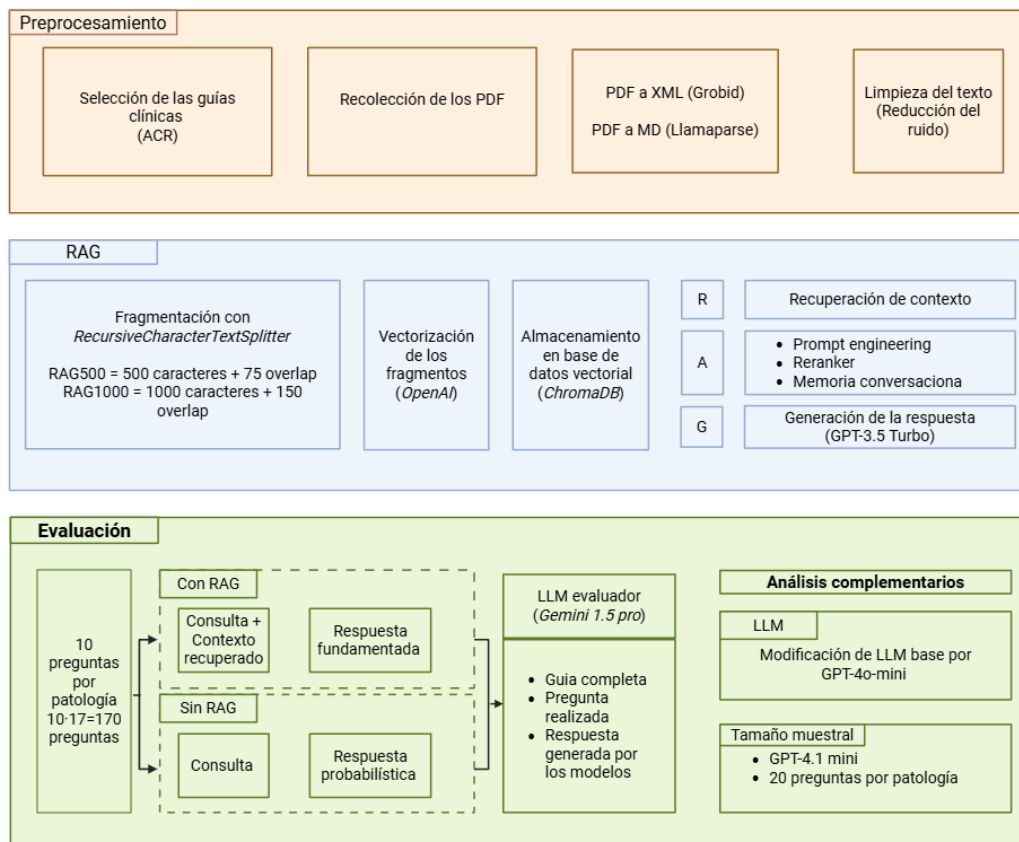 Preprocesamiento
Selección de las guías
clínicas
(ACR)
Recolección de los PDF
PDF a XML (Grobid)
PDF a MD (Llamaparse)
Limpieza del texto
(Reducción del
ruido)
RAG
Fragmentación con
RecursiveCharacterTextSplitter
RAG500 = 500 caracteres + 75 overlap
RAG1000 = 1000 caracteres + 150
overlap
Vectorización
de los
fragmentos
(OpenAI)
Almacenamiento
en base de
datos vectorial
(ChromaDB)
R
Recuperación de contexto
A
• Prompt engineering
• Reranker
• Memoria conversaciona
G
Generación de la respuesta
(GPT-3.5 Turbo)
Evaluación
10
preguntas
por
patología
10·17=170
preguntas
Con RAG
Consulta +
Contexto
recuperado
Respuesta
fundamentada
Sin RAG
Consulta
Respuesta
probabilística
LLM evaluador
(Gemini 1.5 pro)
• Guia completa
• Pregunta
realizada
• Respuesta
generada por
los modelos
Análisis complementarios
LLM
Modificación de LLM base por
GPT-4o-mini
Tamaño muestral
• GPT-4.1 mini
• 20 preguntas por patología